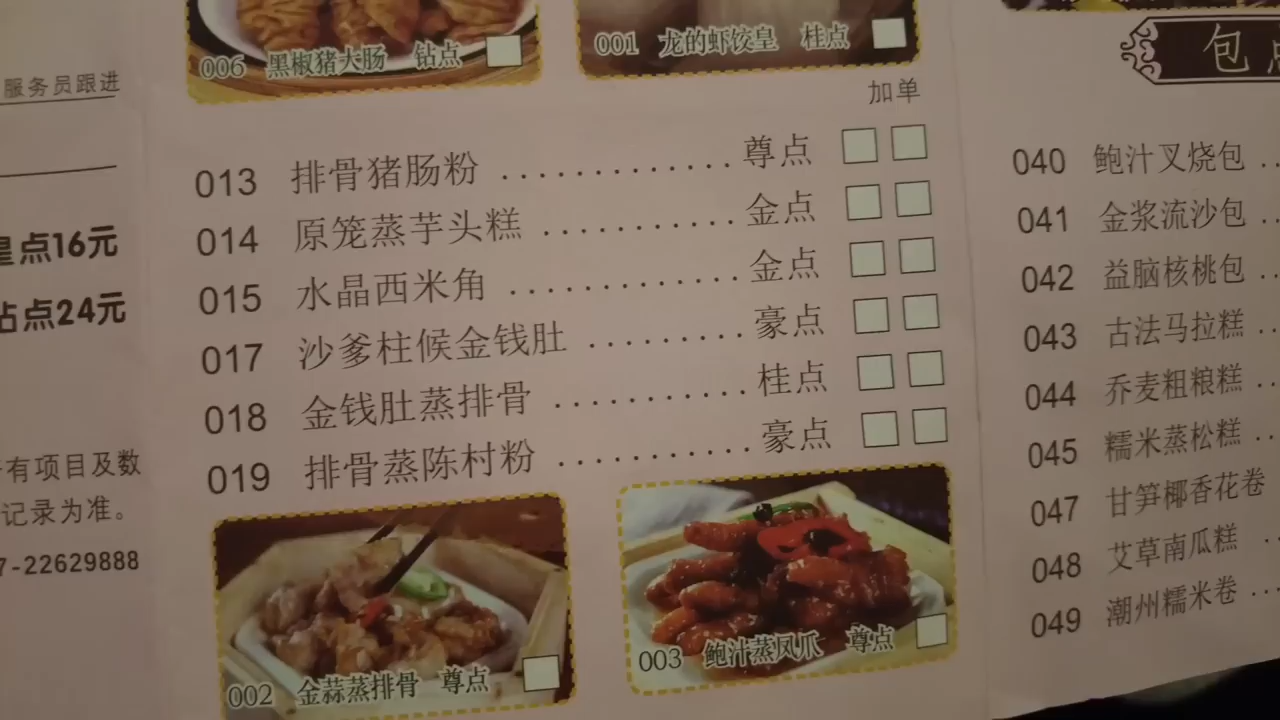 服务员跟进
点16元
点24元
有项目及数
记录为准。
7-22629888
006 黑椒猪大肠 钻点
001 龙的虾饺皇 桂点
加单
013 排骨猪肠粉 ............ 尊点
014 原笼蒸芋头糕 .......... 金点
015 水晶西米角 ............ 金点
017 沙爹柱候金钱肚 ........ 豪点
018 金钱肚蒸排骨 .......... 桂点
019 排骨蒸陈村粉 .......... 豪点
002 金蒜蒸排骨 尊点
003 鲍汁蒸凤爪 尊点
包点
040 鲍汁叉烧包 ..
041 金浆流沙包 ..
042 益脑核桃包 ..
043 古法马拉糕 ..
044 乔麦粗粮糕 ..
045 糯米蒸松糕 ..
047 甘笋椰香花卷
048 艾草南瓜糕 ..
049 潮州糯米卷 ...